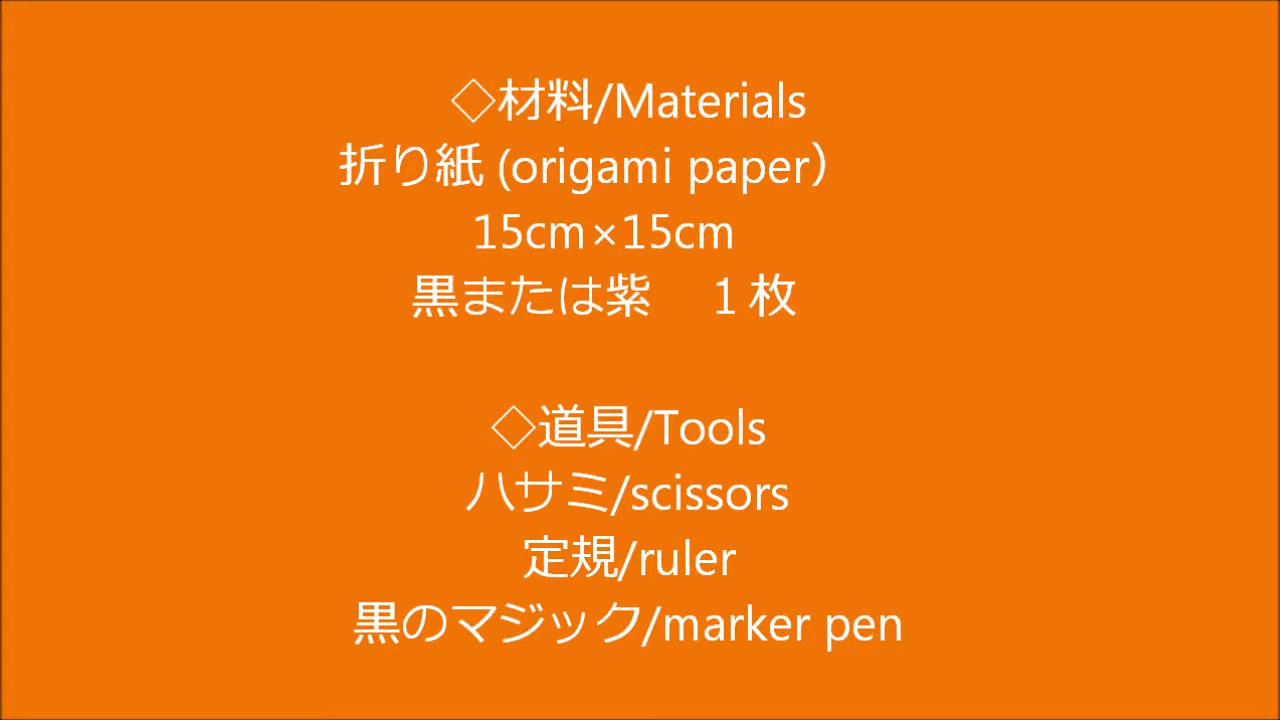 ◇材料/Materials
折り紙 (origami paper）
15cm×15cm
黒または紫　１枚
◇道具/Tools
ハサミ/scissors
定規/ruler
黒のマジック/marker pen